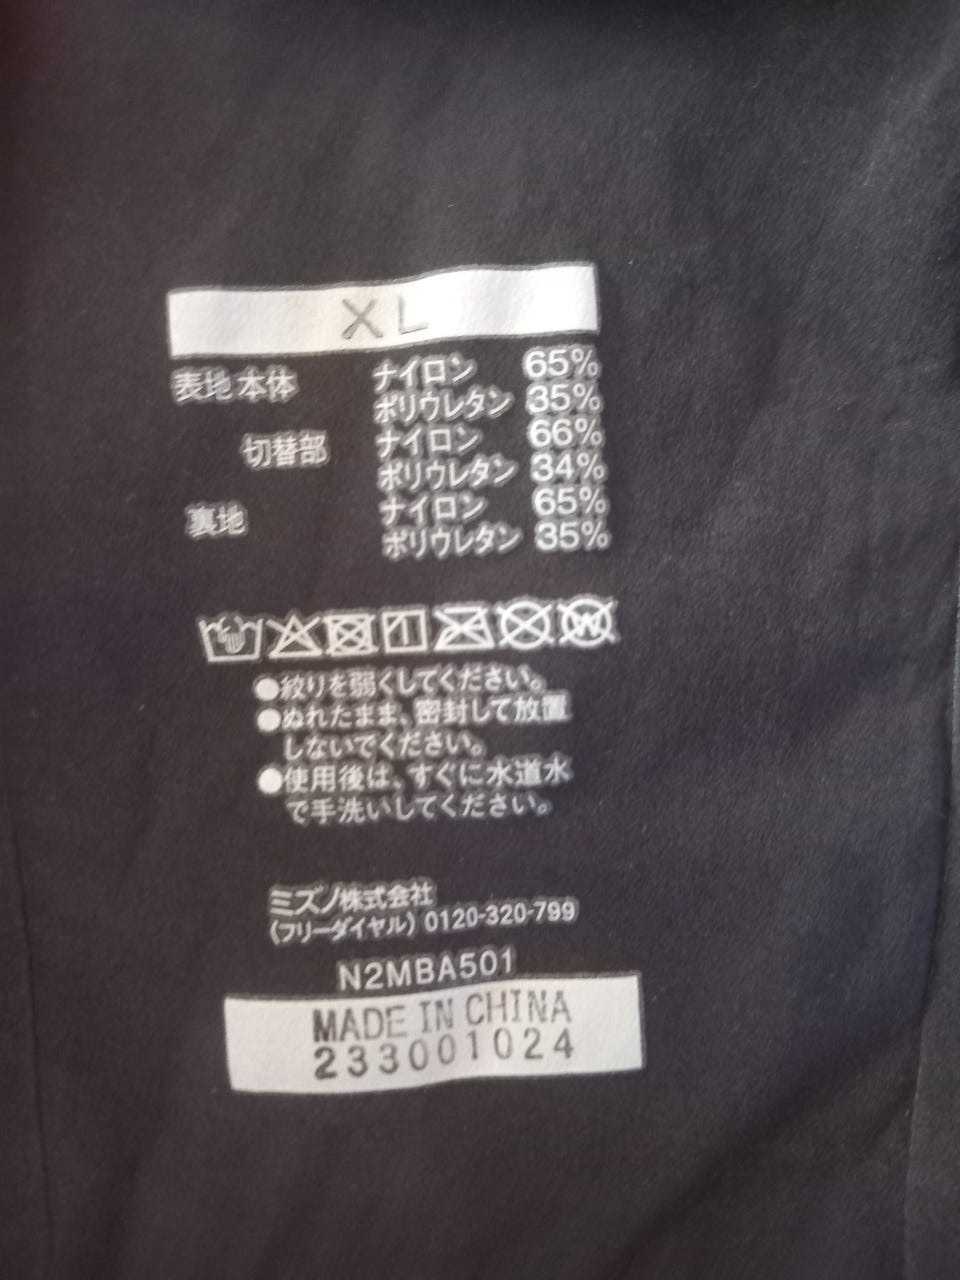 XL
表地 本体 ナイロン 65%
ポリウレタン 35%
切替部 ナイロン 66%
ポリウレタン 34%
裏地 ナイロン 65%
ポリウレタン 35%
●絞りを弱くしてください。
●ぬれたまま、密封して放置
しないでください。
●使用後は、すぐに水道水
で手洗いしてください。
ミズノ株式会社
(フリーダイヤル) 0120-320-799
N2MBA501
MADE IN CHINA
233001024